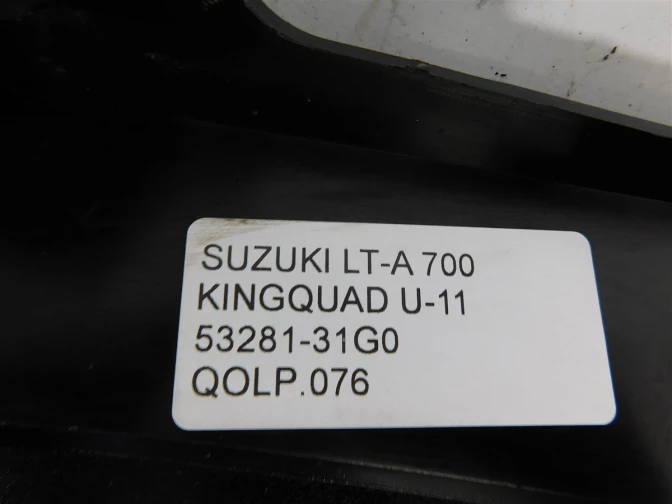 SUZUKI LT-A 700
KINGQUAD U-11
53281-31G0
QOLP.076